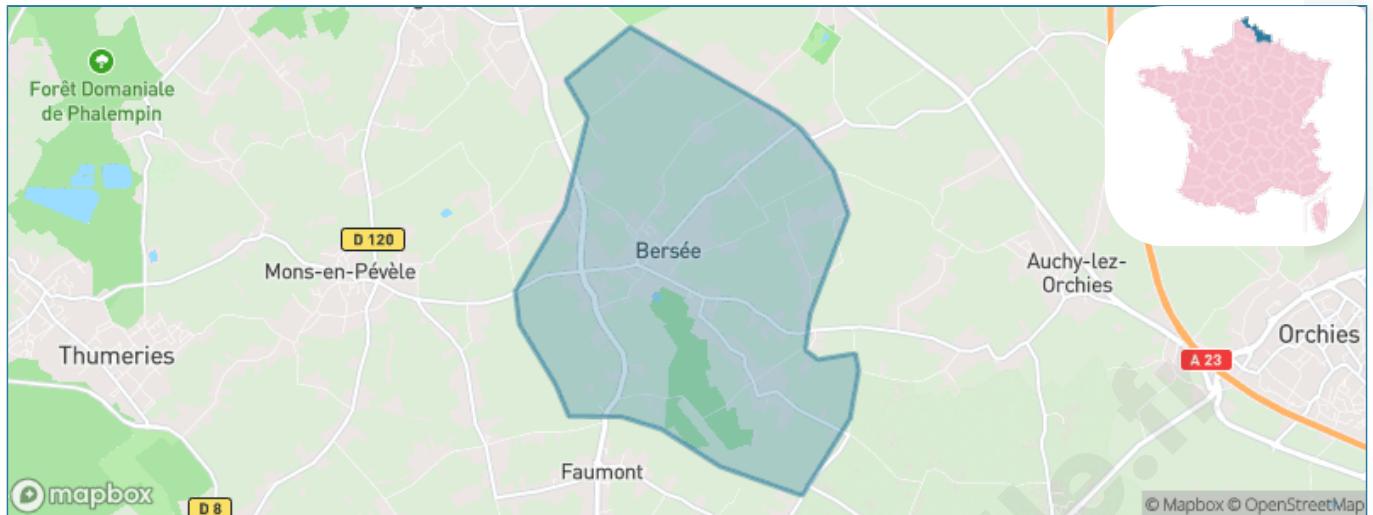 Forêt Domaniale
de Phalempin
D 120
Mons-en-Pévèle
Bersée
Auchy-lez-
Orchies
Orchies
Thumeries
A 23
Faumont
mapbox
D 8
© Mapbox © OpenStreetMap